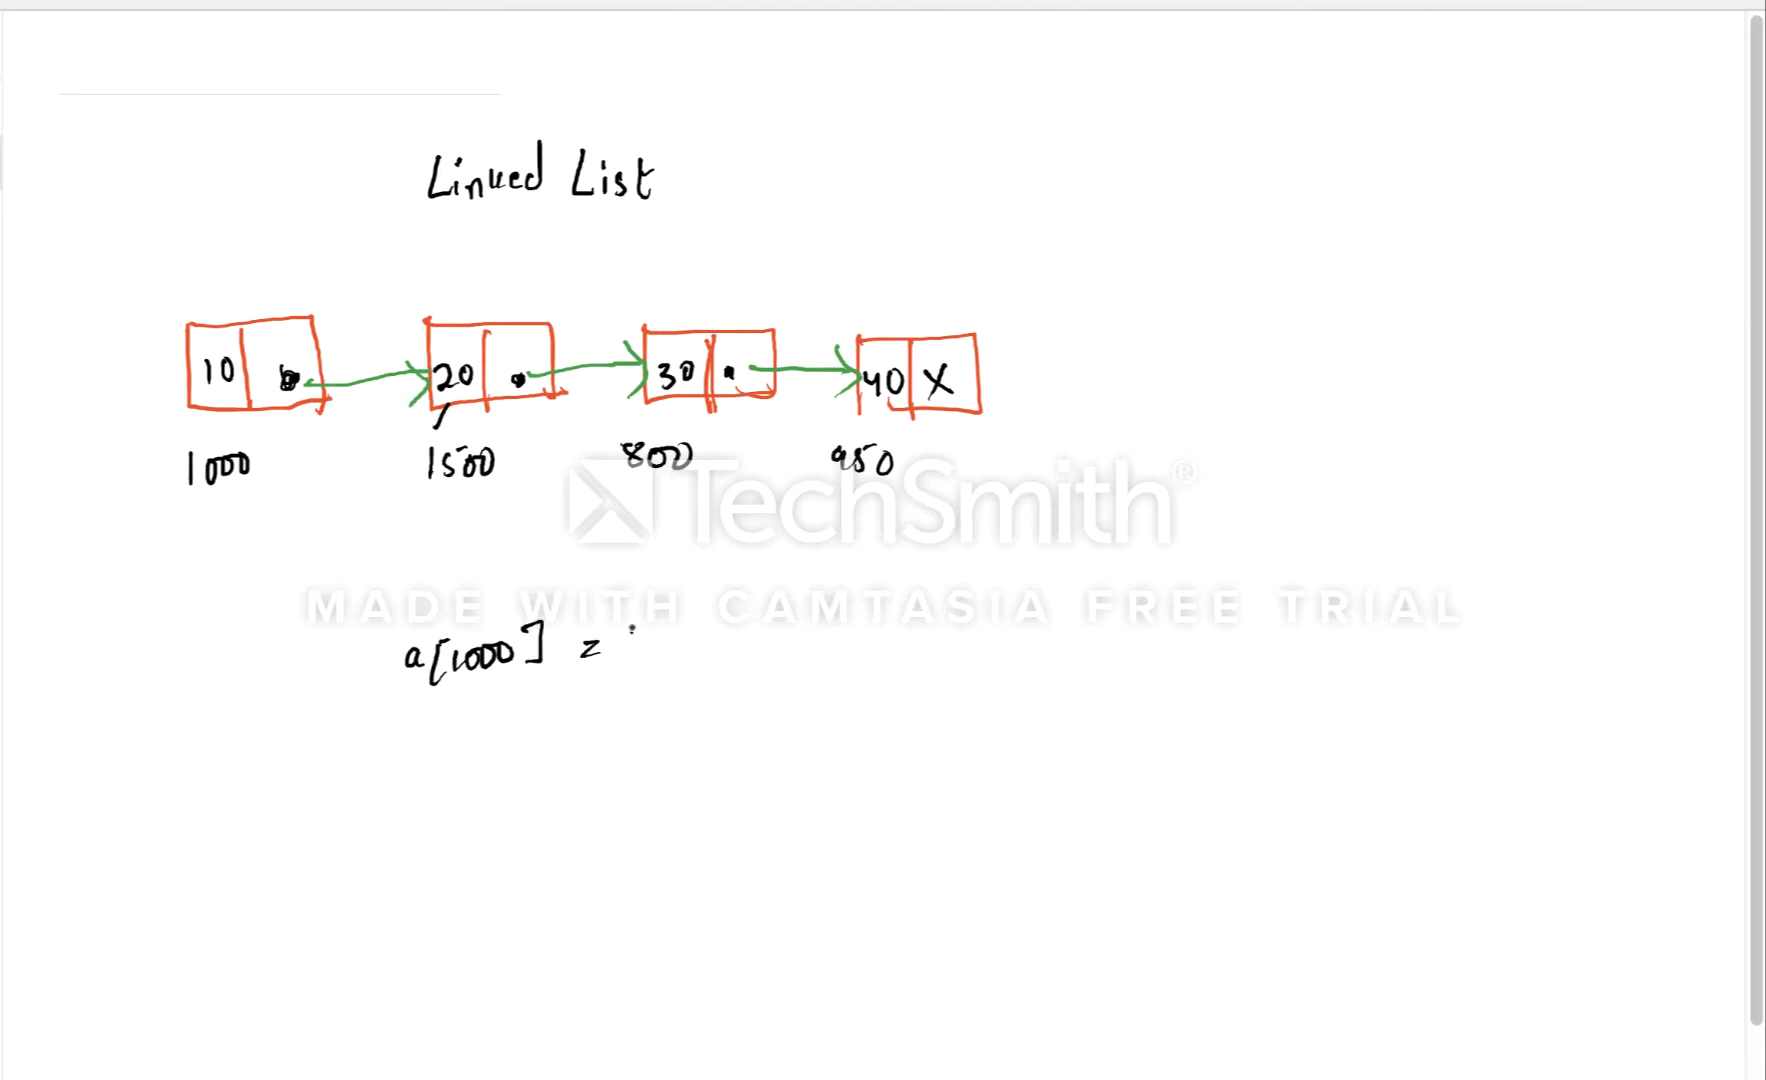 Linked List
10 20 30 40 X
1000 1500 800 950
TechSmith®
MADE WITH CAMTASIA FREE TRIAL
a[1000] =